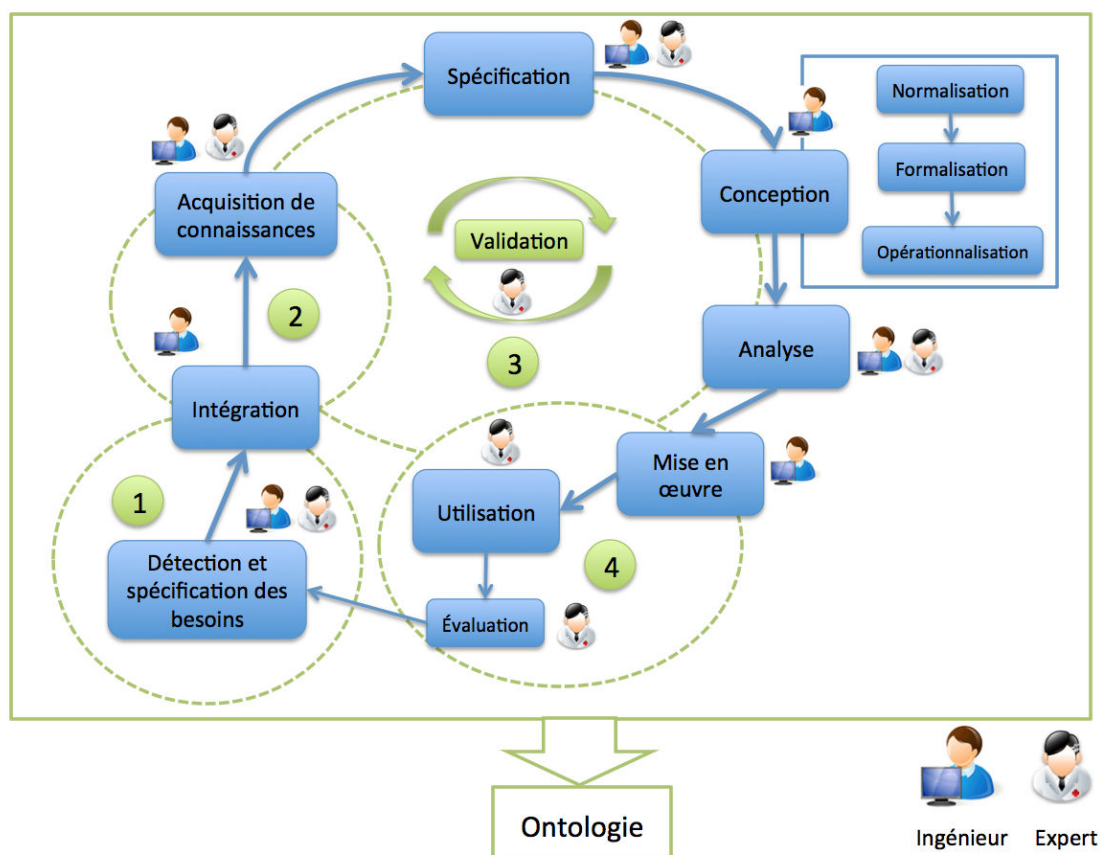 Spécification
Normalisation
Formalisation
Opérationnalisation
Conception
Acquisition de
connaissances
Validation
2
3
Analyse
Intégration
Mise en
œuvre
1
Utilisation
4
Détection et
spécification des
besoins
Évaluation
Ontologie
Ingénieur
Expert